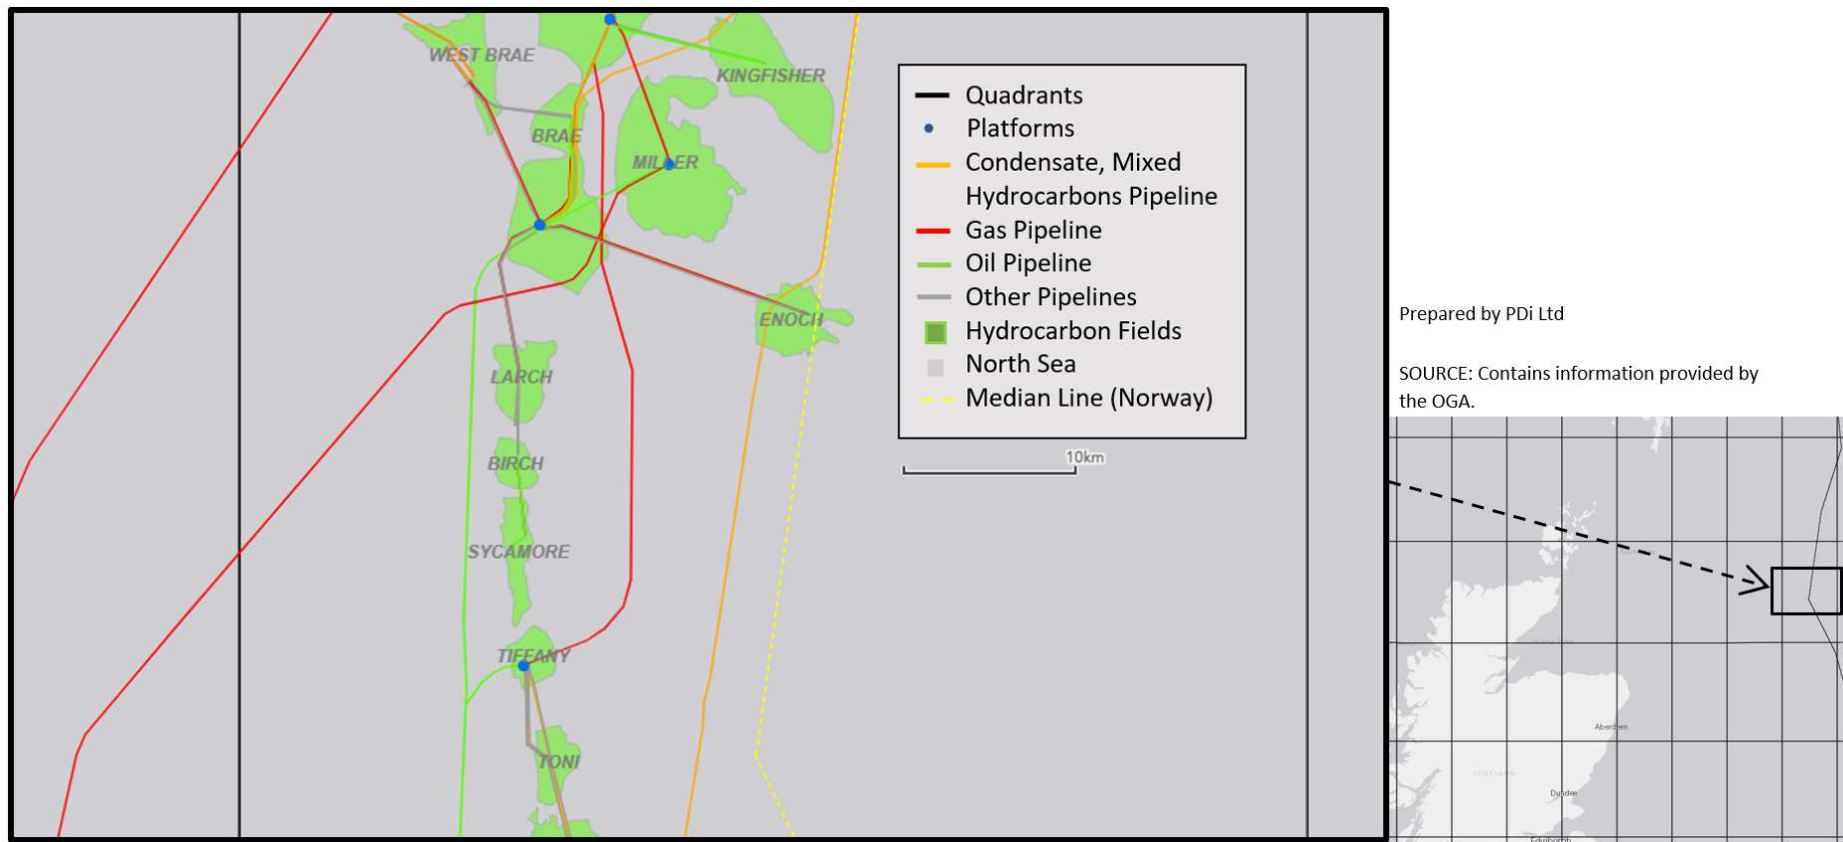 WEST BRAE
KINGFISHER
BRAE
MILLER
ENOCH
LARCH
BIRCH
SYCAMORE
TIFFANY
TONI
Quadrants
Platforms
Condensate, Mixed
Hydrocarbons Pipeline
Gas Pipeline
Oil Pipeline
Other Pipelines
Hydrocarbon Fields
North Sea
Median Line (Norway)
10km
Prepared by PDi Ltd
SOURCE: Contains information provided by
the OGA.
Aberdeen
SCOTLAND
Dundee
Edinburgh